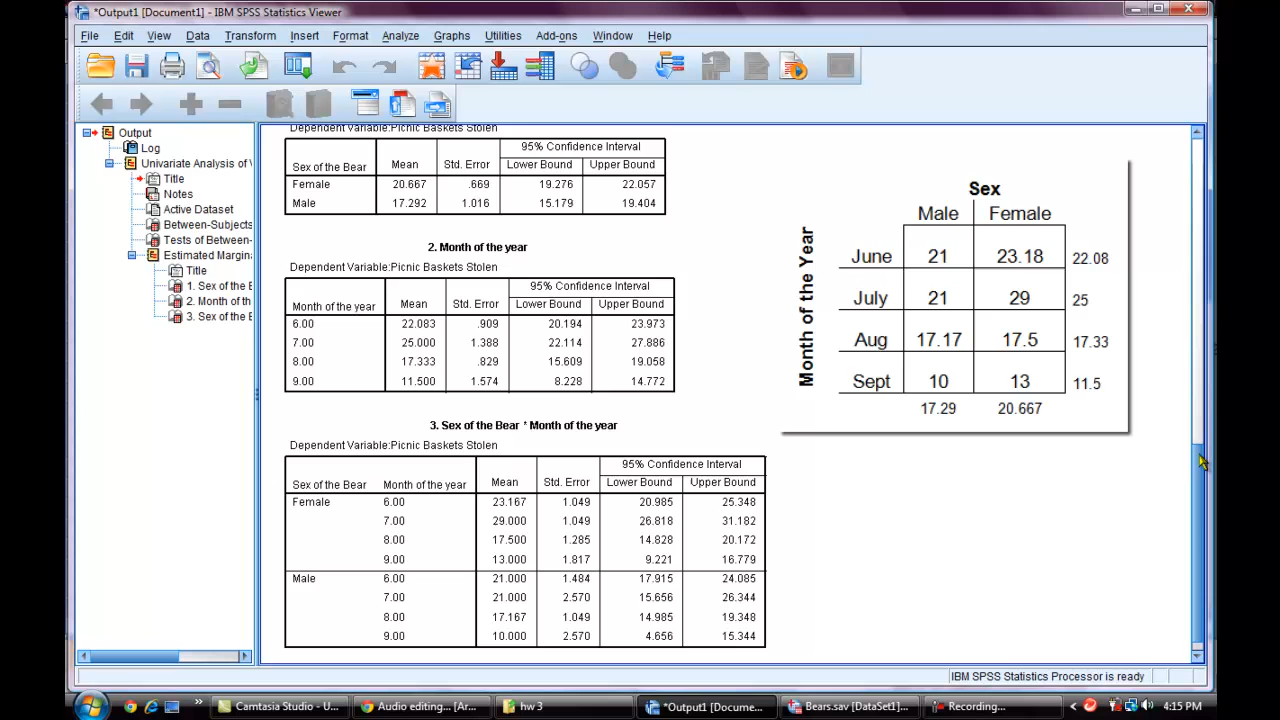 *Output1 [Document1] - IBM SPSS Statistics Viewer
File Edit View Data Transform Insert Format Analyze Graphs Utilities Add-ons Window Help
Output
Log
Univariate Analysis of V
Title
Notes
Active Dataset
Between-Subjects
Tests of Between-
Estimated Margina
Title
1. Sex of the B
2. Month of th
3. Sex of the B
Dependent Variable:Picnic Baskets Stolen
95% Confidence Interval
Sex of the Bear Mean Std. Error Lower Bound Upper Bound
Female 20.667 .669 19.276 22.057
Male 17.292 1.016 15.179 19.404
2. Month of the year
Dependent Variable:Picnic Baskets Stolen
95% Confidence Interval
Month of the year Mean Std. Error Lower Bound Upper Bound
6.00 22.083 .909 20.194 23.973
7.00 25.000 1.388 22.114 27.886
8.00 17.333 .829 15.609 19.058
9.00 11.500 1.574 8.228 14.772
3. Sex of the Bear * Month of the year
Dependent Variable:Picnic Baskets Stolen
95% Confidence Interval
Sex of the Bear Month of the year Mean Std. Error Lower Bound Upper Bound
Female 6.00 23.167 1.049 20.985 25.348
7.00 29.000 1.049 26.818 31.182
8.00 17.500 1.285 14.828 20.172
9.00 13.000 1.817 9.221 16.779
Male 6.00 21.000 1.484 17.915 24.085
7.00 21.000 2.570 15.656 26.344
8.00 17.167 1.049 14.985 19.348
9.00 10.000 2.570 4.656 15.344
Sex
Male Female
Month of the Year
June 21 23.18 22.08
July 21 29 25
Aug 17.17 17.5 17.33
Sept 10 13 11.5
17.29 20.667
IBM SPSS Statistics Processor is ready
Camtasia Studio - U... Audio editing... [Ar... hw 3 *Output1 [Docume... Bears.sav [DataSet1]... Recording... 4:15 PM